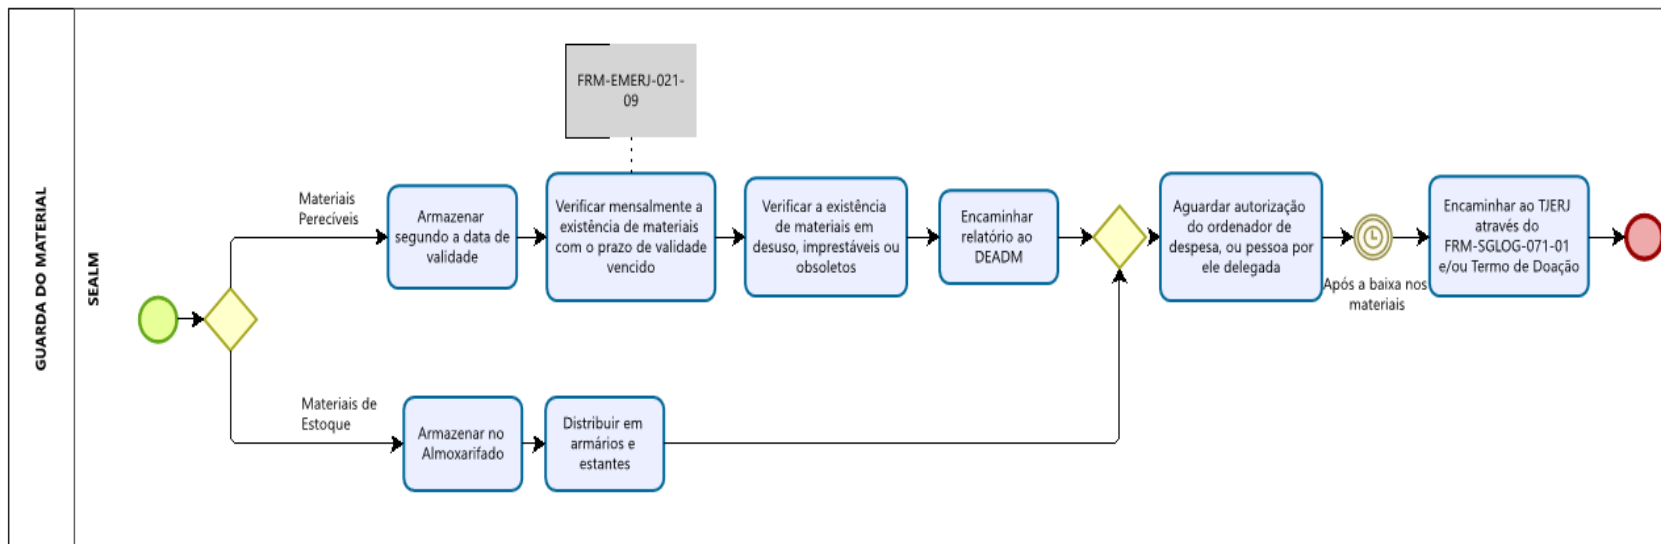 GUARDA DO MATERIAL
SEALM
FRM-EMERJ-021-
09
Materiais
Perecíveis
Armazenar
segundo a data de
validade
Verificar mensalmente a
existência de materiais
com o prazo de validade
vencido
Verificar a existência
de materiais em
desuso, imprestáveis ou
obsoletos
Encaminhar
relatório ao
DEADM
Aguardar autorização
do ordenador de
despesa, ou pessoa por
ele delegada
Após a baixa nos
materiais
Encaminhar ao TJERJ
através do
FRM-SGLOG-071-01
e/ou Termo de Doação
Materiais de
Estoque
Armazenar no
Almoxarifado
Distribuir em
armários e
estantes